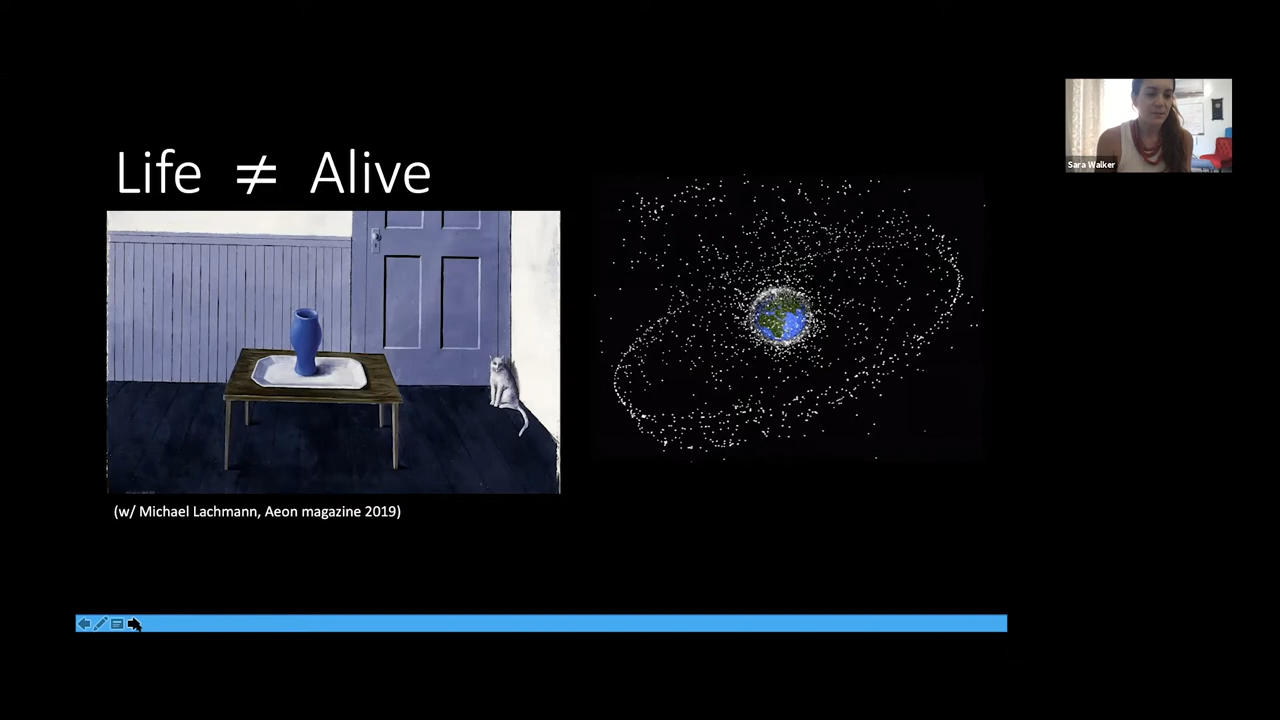 Life ≠ Alive
(w/ Michael Lachmann, Aeon magazine 2019)
Sara Walker